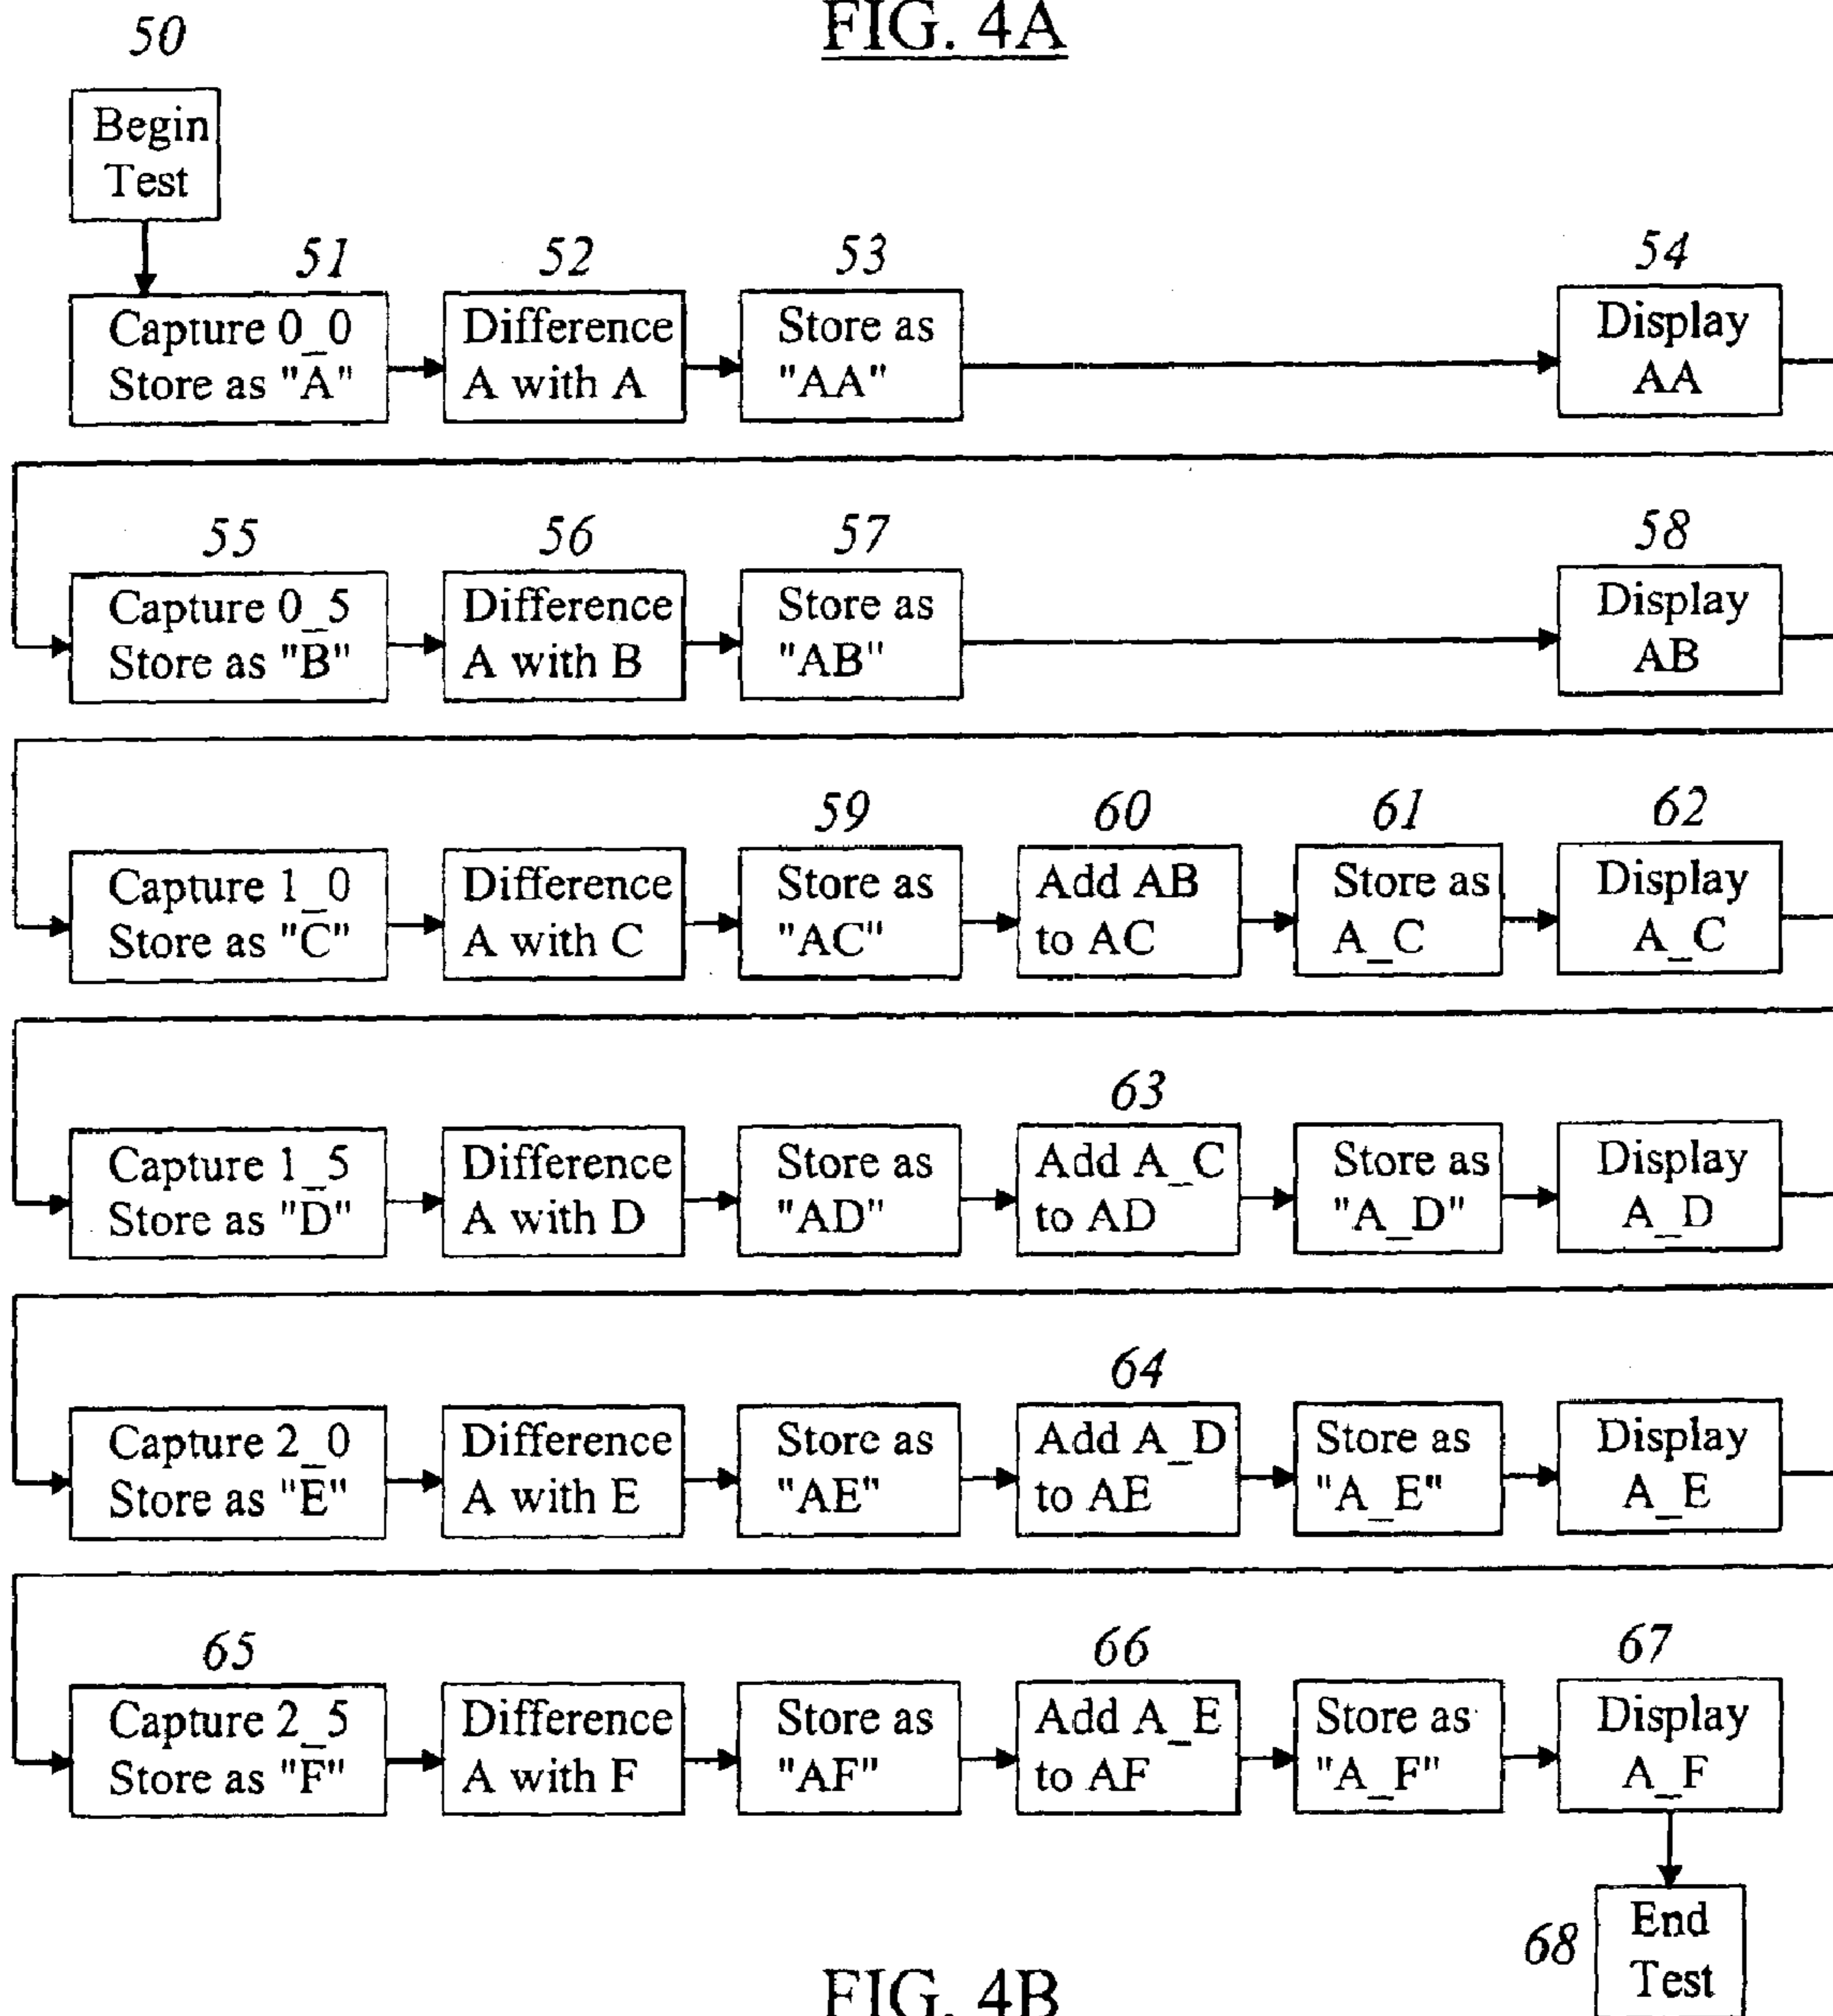 FIG. 4A
50
Begin
Test
51
Capture 0_0
Store as "A"
52
Difference
A with A
53
Store as
"AA"
54
Display
AA
55
Capture 0_5
Store as "B"
56
Difference
A with B
57
Store as
"AB"
58
Display
AB
Capture 1_0
Store as "C"
Difference
A with C
59
Store as
"AC"
60
Add AB
to AC
61
Store as
A_C
62
Display
A_C
Capture 1_5
Store as "D"
Difference
A with D
Store as
"AD"
63
Add A_C
to AD
Store as
"A_D"
Display
A_D
Capture 2_0
Store as "E"
Difference
A with E
Store as
"AE"
64
Add A_D
to AE
Store as
"A_E"
Display
A_E
65
Capture 2_5
Store as "F"
Difference
A with F
Store as
"AF"
66
Add A_E
to AF
Store as
"A_F"
67
Display
A_F
68
End
Test
FIG. 4B